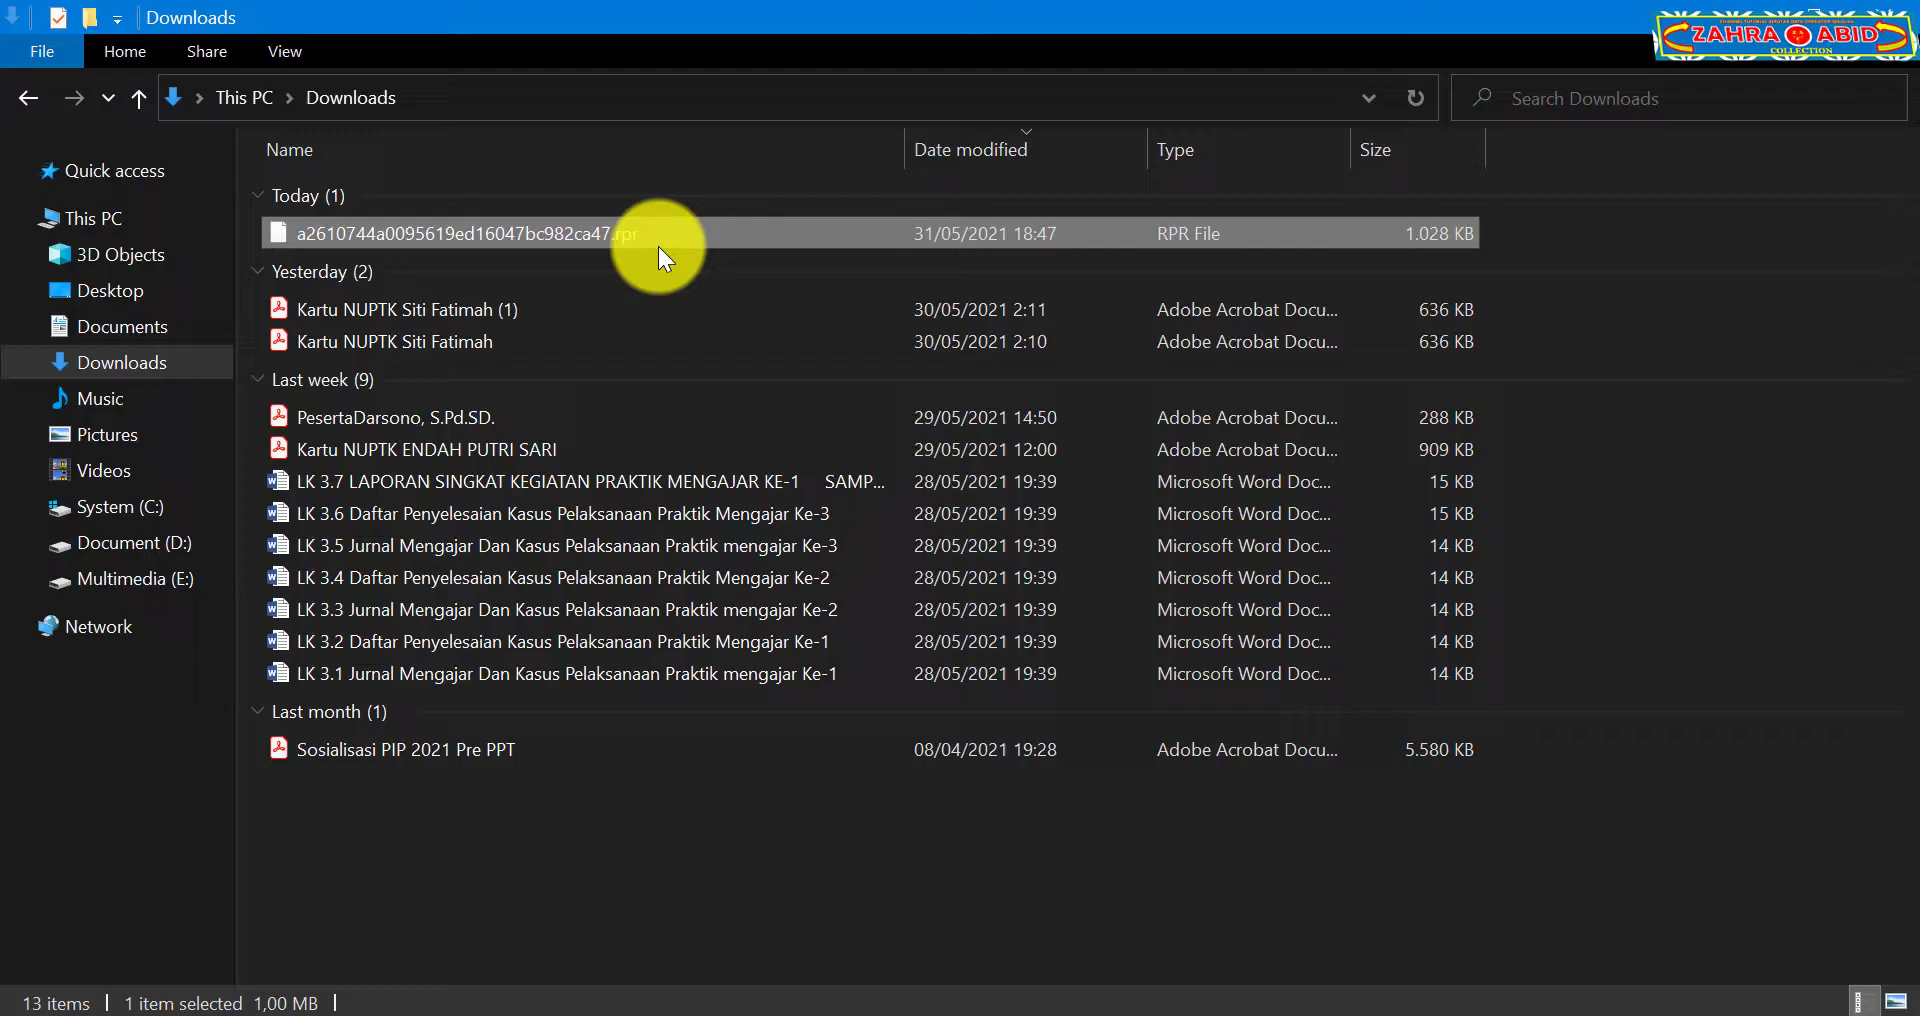 Downloads
File Home Share View
ZAHRA ABID
COLLECTION
This PC Downloads
Search Downloads
Quick access
This PC
3D Objects
Desktop
Documents
Downloads
Music
Pictures
Videos
System (C:)
Document (D:)
Multimedia (E:)
Network
Name Date modified Type Size
Today (1)
a2610744a0095619ed16047bc982ca47.rpr 31/05/2021 18:47 RPR File 1.028 KB
Yesterday (2)
Kartu NUPTK Siti Fatimah (1) 30/05/2021 2:11 Adobe Acrobat Docu... 636 KB
Kartu NUPTK Siti Fatimah 30/05/2021 2:10 Adobe Acrobat Docu... 636 KB
Last week (9)
PesertaDarsono, S.Pd.SD. 29/05/2021 14:50 Adobe Acrobat Docu... 288 KB
Kartu NUPTK ENDAH PUTRI SARI 29/05/2021 12:00 Adobe Acrobat Docu... 909 KB
LK 3.7 LAPORAN SINGKAT KEGIATAN PRAKTIK MENGAJAR KE-1 SAMP... 28/05/2021 19:39 Microsoft Word Doc... 15 KB
LK 3.6 Daftar Penyelesaian Kasus Pelaksanaan Praktik Mengajar Ke-3 28/05/2021 19:39 Microsoft Word Doc... 15 KB
LK 3.5 Jurnal Mengajar Dan Kasus Pelaksanaan Praktik mengajar Ke-3 28/05/2021 19:39 Microsoft Word Doc... 14 KB
LK 3.4 Daftar Penyelesaian Kasus Pelaksanaan Praktik Mengajar Ke-2 28/05/2021 19:39 Microsoft Word Doc... 14 KB
LK 3.3 Jurnal Mengajar Dan Kasus Pelaksanaan Praktik mengajar Ke-2 28/05/2021 19:39 Microsoft Word Doc... 14 KB
LK 3.2 Daftar Penyelesaian Kasus Pelaksanaan Praktik Mengajar Ke-1 28/05/2021 19:39 Microsoft Word Doc... 14 KB
LK 3.1 Jurnal Mengajar Dan Kasus Pelaksanaan Praktik mengajar Ke-1 28/05/2021 19:39 Microsoft Word Doc... 14 KB
Last month (1)
Sosialisasi PIP 2021 Pre PPT 08/04/2021 19:28 Adobe Acrobat Docu... 5.580 KB
13 items 1 item selected 1,00 MB